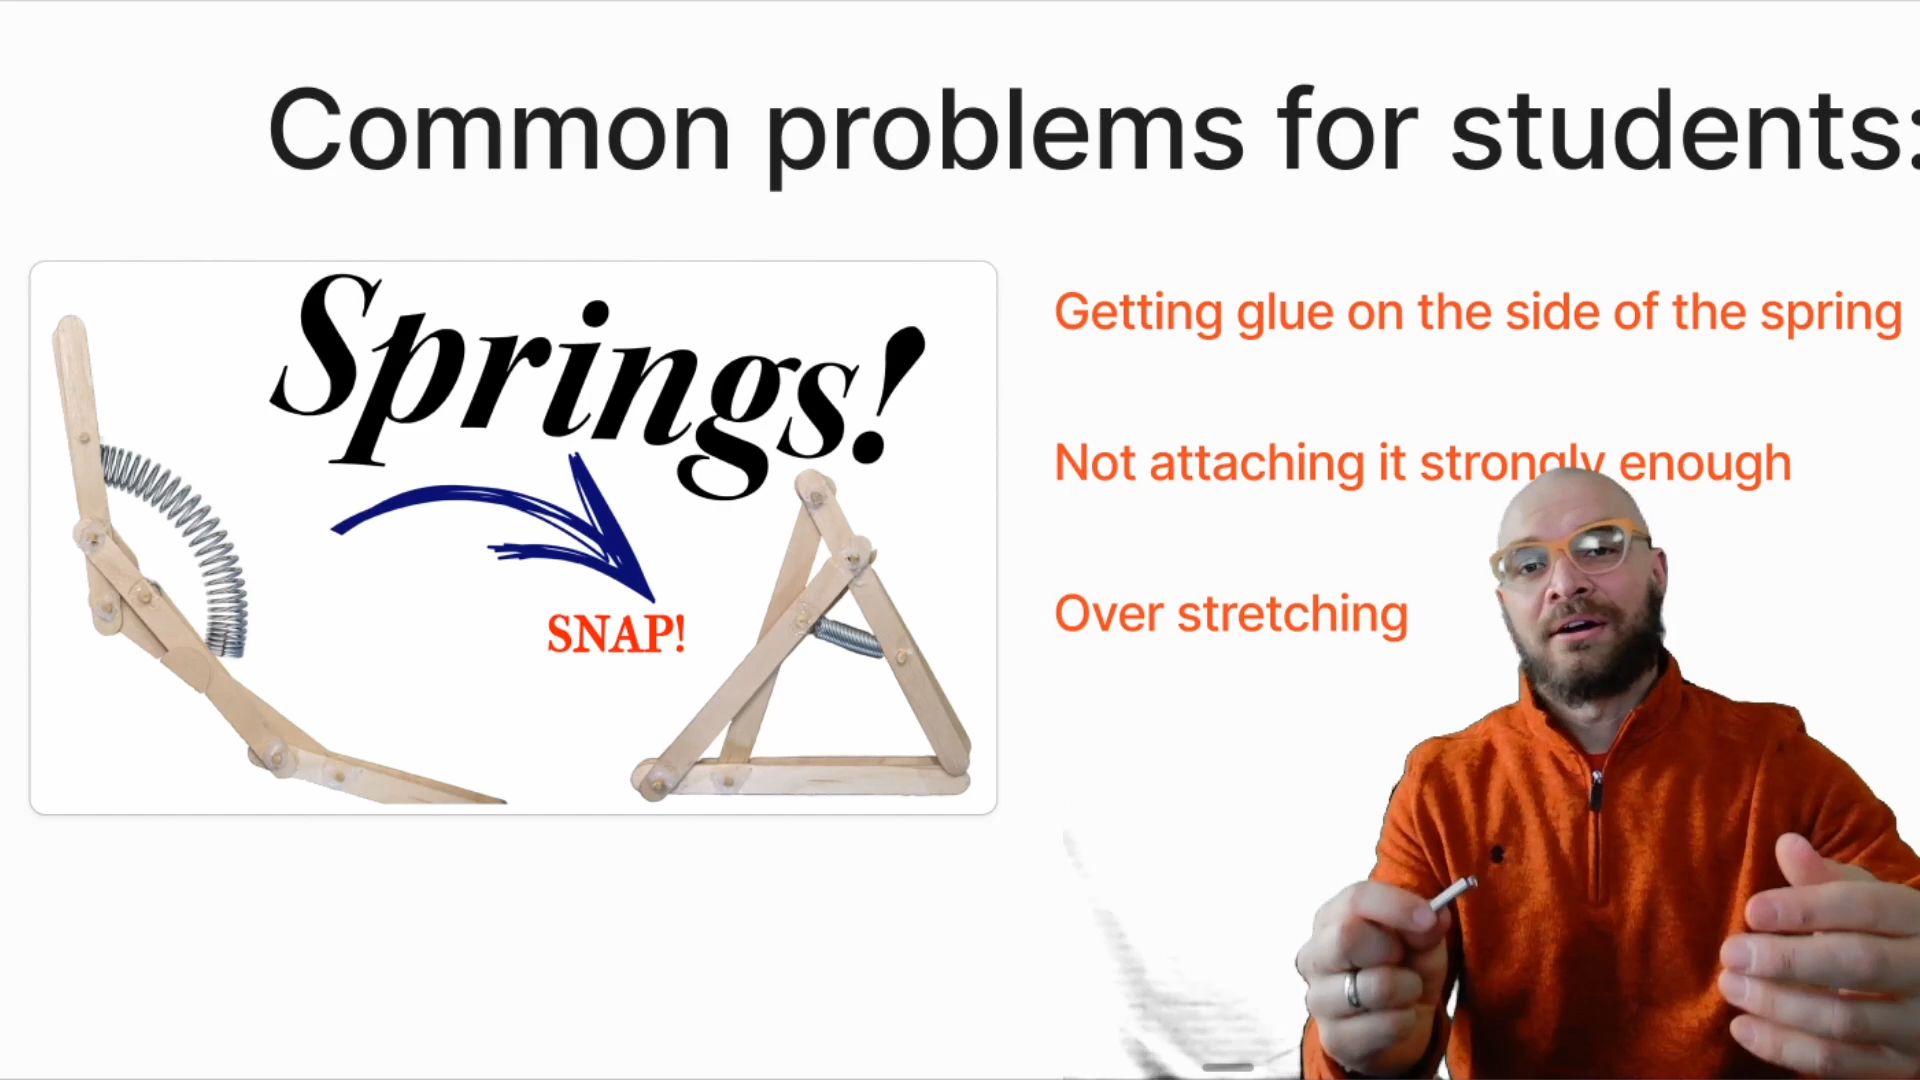 Common problems for students:
Springs!
SNAP!
Getting glue on the side of the spring
Not attaching it strongly enough
Over stretching